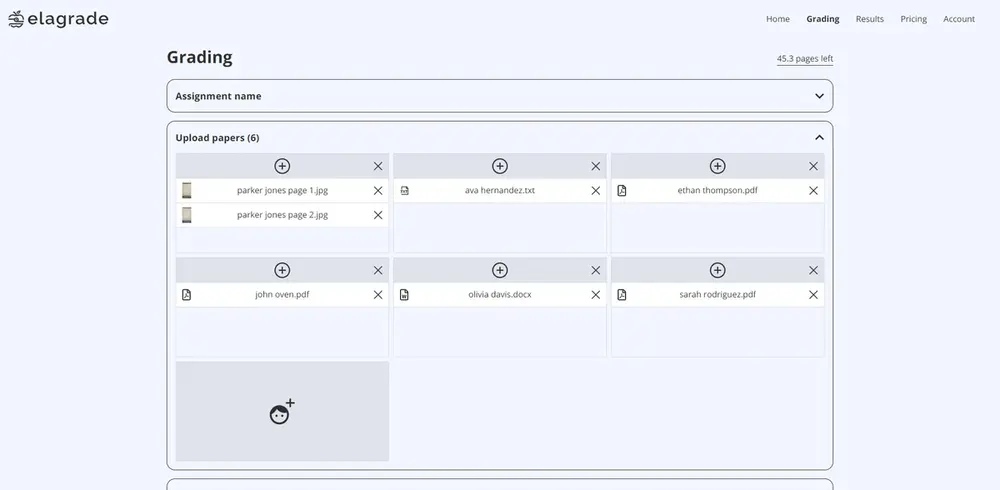 elagrade
Home Grading Results Pricing Account
Grading
45.3 pages left
Assignment name
Upload papers (6)
parker jones page 1.jpg
ava hernandez.txt
ethan thompson.pdf
parker jones page 2.jpg
john oven.pdf
olivia davis.docx
sarah rodriguez.pdf